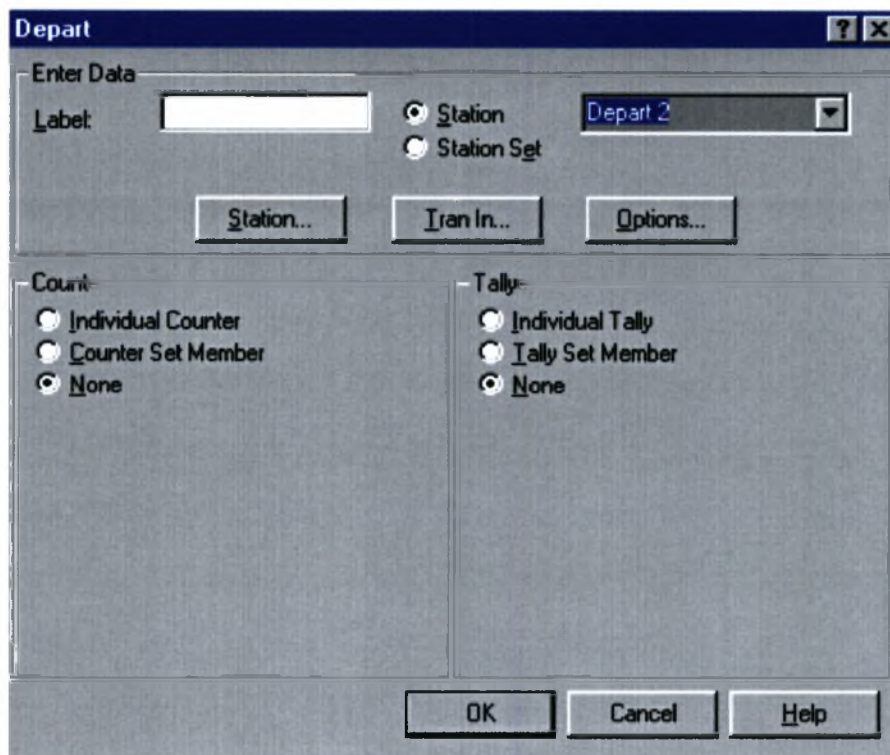 Depart
Enter Data
Label:
Station
Depart 2
Station Set
Station... Tran In... Options...
Count
Individual Counter
Counter Set Member
None
Tally
Individual Tally
Tally Set Member
None
OK Cancel Help